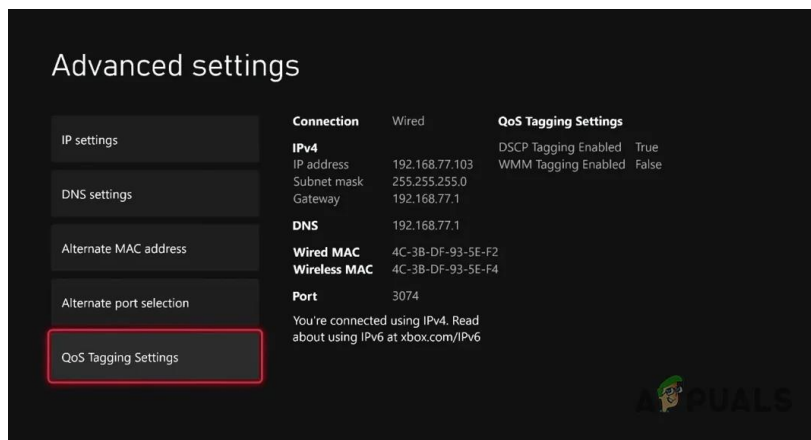 Advanced settings
IP settings
DNS settings
Alternate MAC address
Alternate port selection
QoS Tagging Settings
Connection Wired
IPv4
IP address 192.168.77.103
Subnet mask 255.255.255.0
Gateway 192.168.77.1
DNS 192.168.77.1
Wired MAC 4C-3B-DF-93-5E-F2
Wireless MAC 4C-3B-DF-93-5E-F4
Port 3074
You're connected using IPv4. Read
about using IPv6 at xbox.com/IPv6
QoS Tagging Settings
DSCP Tagging Enabled True
WMM Tagging Enabled False
A PUALS